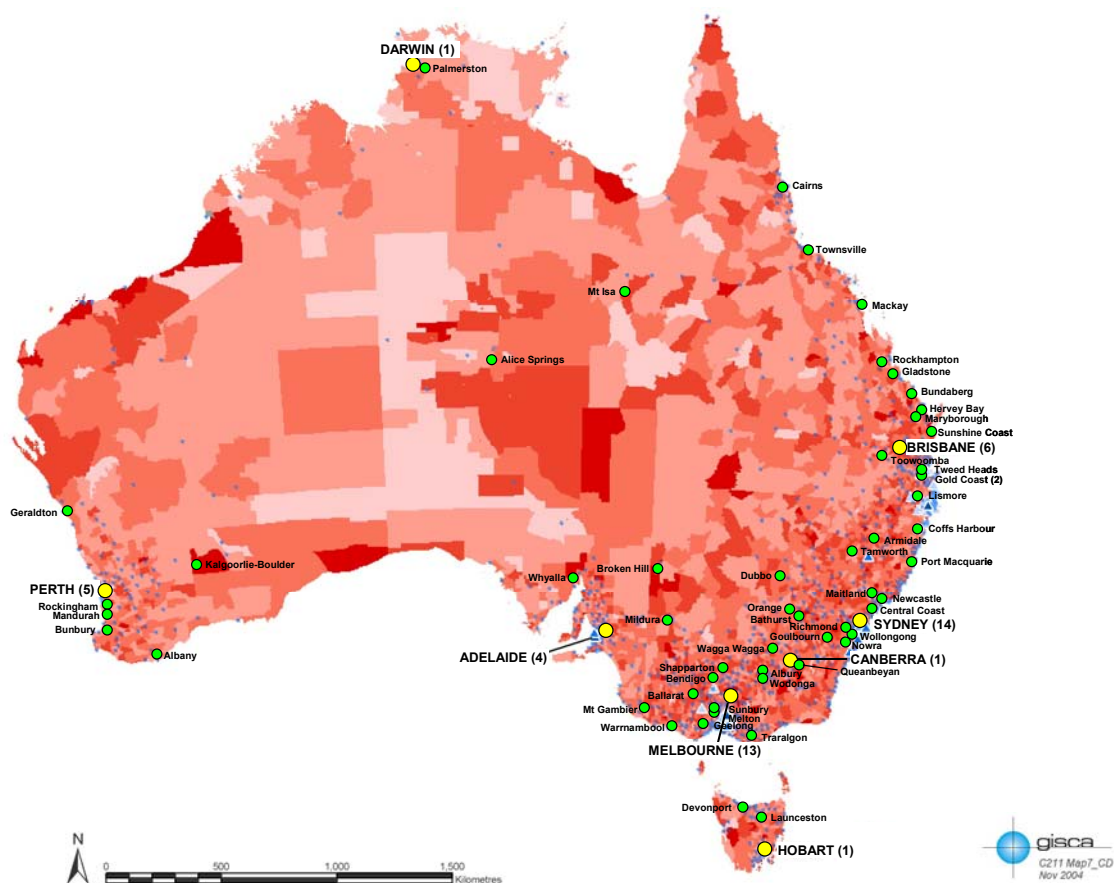 DARWIN (1)
Palmerston
Cairns
Townsville
Mt Isa
Mackay
Alice Springs
Rockhampton
Gladstone
Bundaberg
Hervey Bay
Maryborough
Sunshine Coast
BRISBANE (6)
Toowoomba
Tweed Heads
Gold Coast (2)
Lismore
Geraldton
Coffs Harbour
Armidale
Tamworth
Port Macquarie
Kalgoorlie-Boulder
Broken Hill
Whyalla
Dubbo
PERTH (5)
Maitland
Newcastle
Rockingham
Central Coast
Mandurah
Orange
Bathurst
Mildura
Richmond
SYDNEY (14)
Bunbury
Goulbourn
Wollongong
Nowra
Albany
ADELAIDE (4)
Wagga Wagga
CANBERRA (1)
Shapparton
Queanbeyan
Bendigo
Albury
Wodonga
Ballarat
Mt Gambier
Sunbury
Melton
Warrnambool
Geelong
Traralgon
MELBOURNE (13)
Devonport
Launceston
HOBART (1)
N
0 500 1,000 1,500
Kilometres
gisca
C211 Map7_CD
Nov 2004